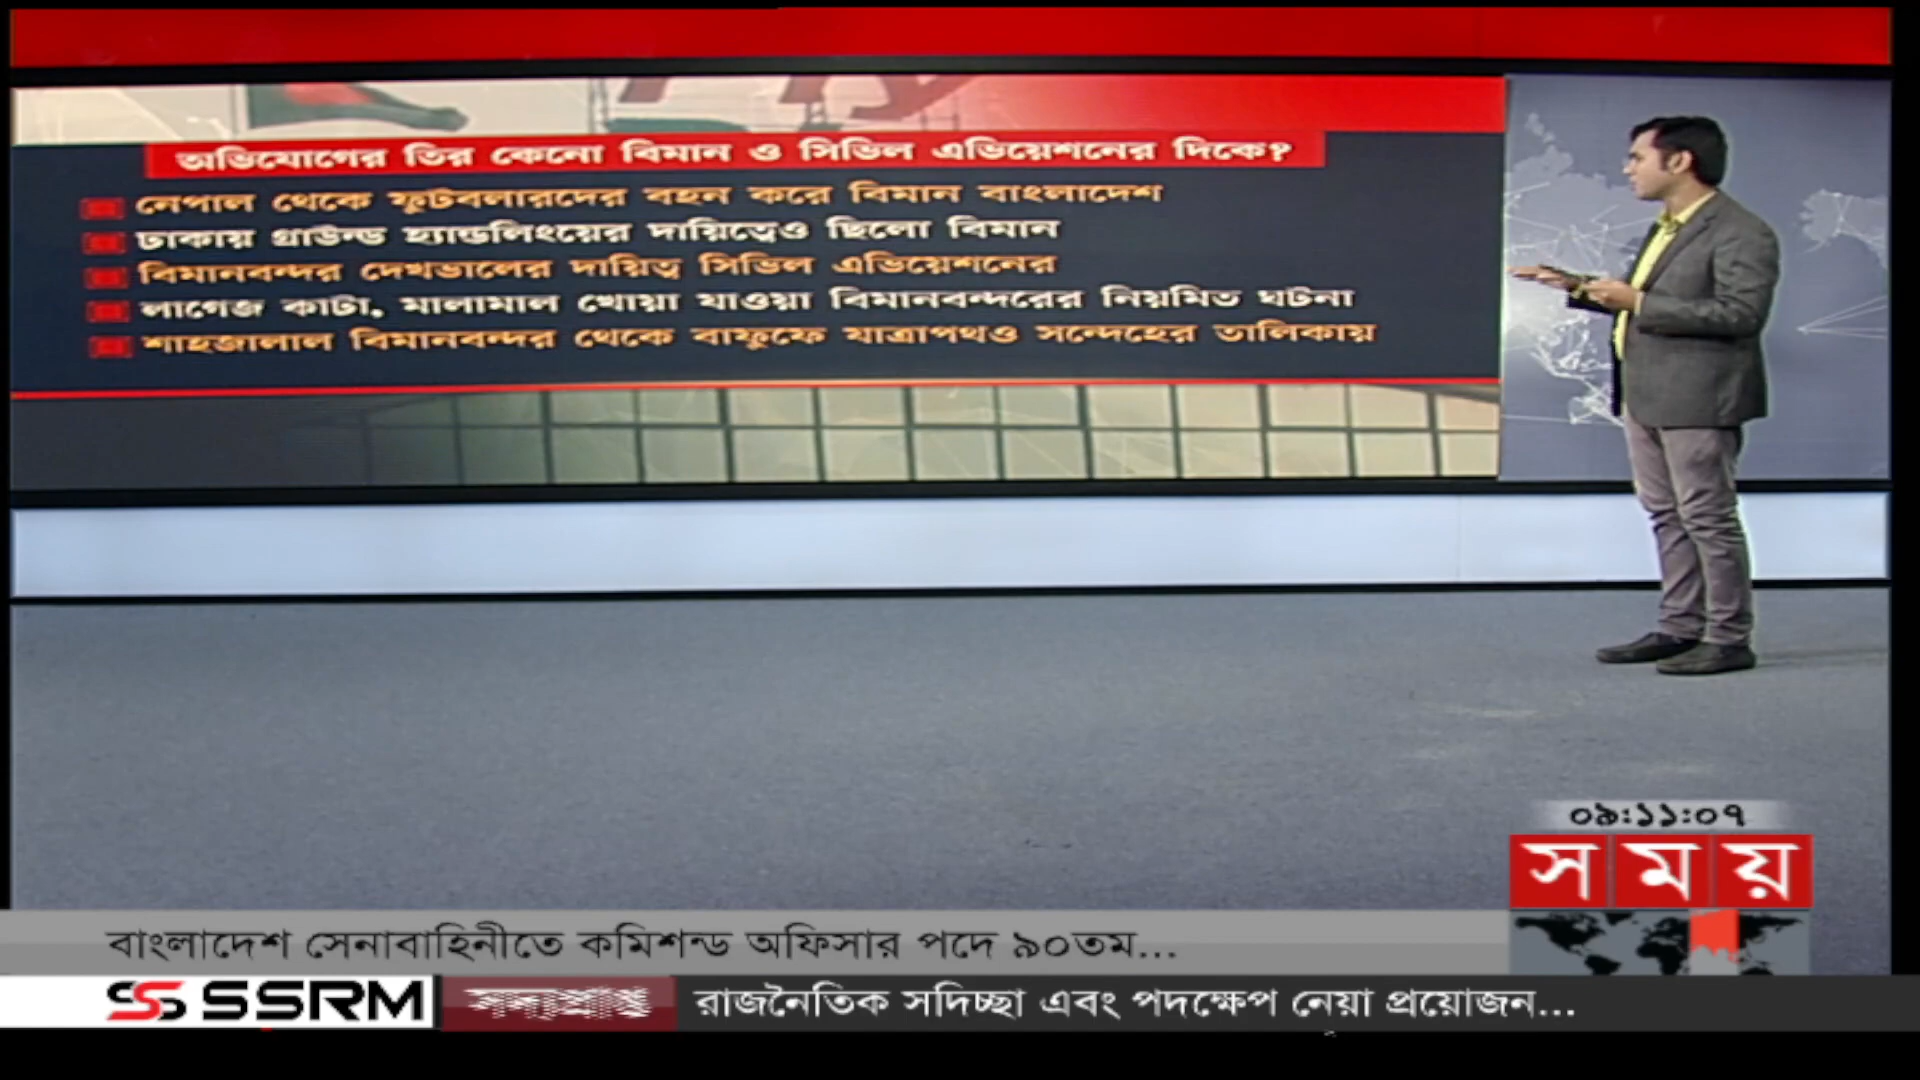 অভিযোগের তির কেনো বিমান ও সিভিল এভিয়েশনের দিকে?
নেপাল থেকে ফুটবলারদের বহন করে বিমান বাংলাদেশ
ঢাকায় গ্রাউন্ড হ্যান্ডলিংয়ের দায়িত্বেও ছিলো বিমান
বিমানবন্দর দেখভালের দায়িত্ব সিভিল এভিয়েশনের
লাগেজ কাটা, মালামাল খোয়া যাওয়া বিমানবন্দরের নিয়মিত ঘটনা
শাহজালাল বিমানবন্দর থেকে বাফুফে যাত্রাপথও সন্দেহের তালিকায়
০৯:১১:০৭
সময়
বাংলাদেশ সেনাবাহিনীতে কমিশন্ড অফিসার পদে ৯০তম...
SSRM রাজনৈতিক সদিচ্ছা এবং পদক্ষেপ নেয়া প্রয়োজন...